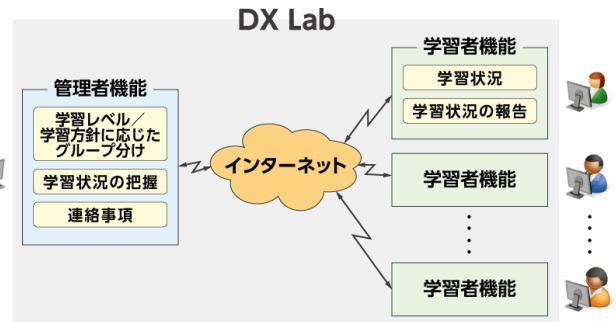 DX Lab
管理者機能
学習レベル／
学習方針に応じた
グループ分け
学習状況の把握
連絡事項
インターネット
学習者機能
学習状況
学習状況の報告
学習者機能
学習者機能